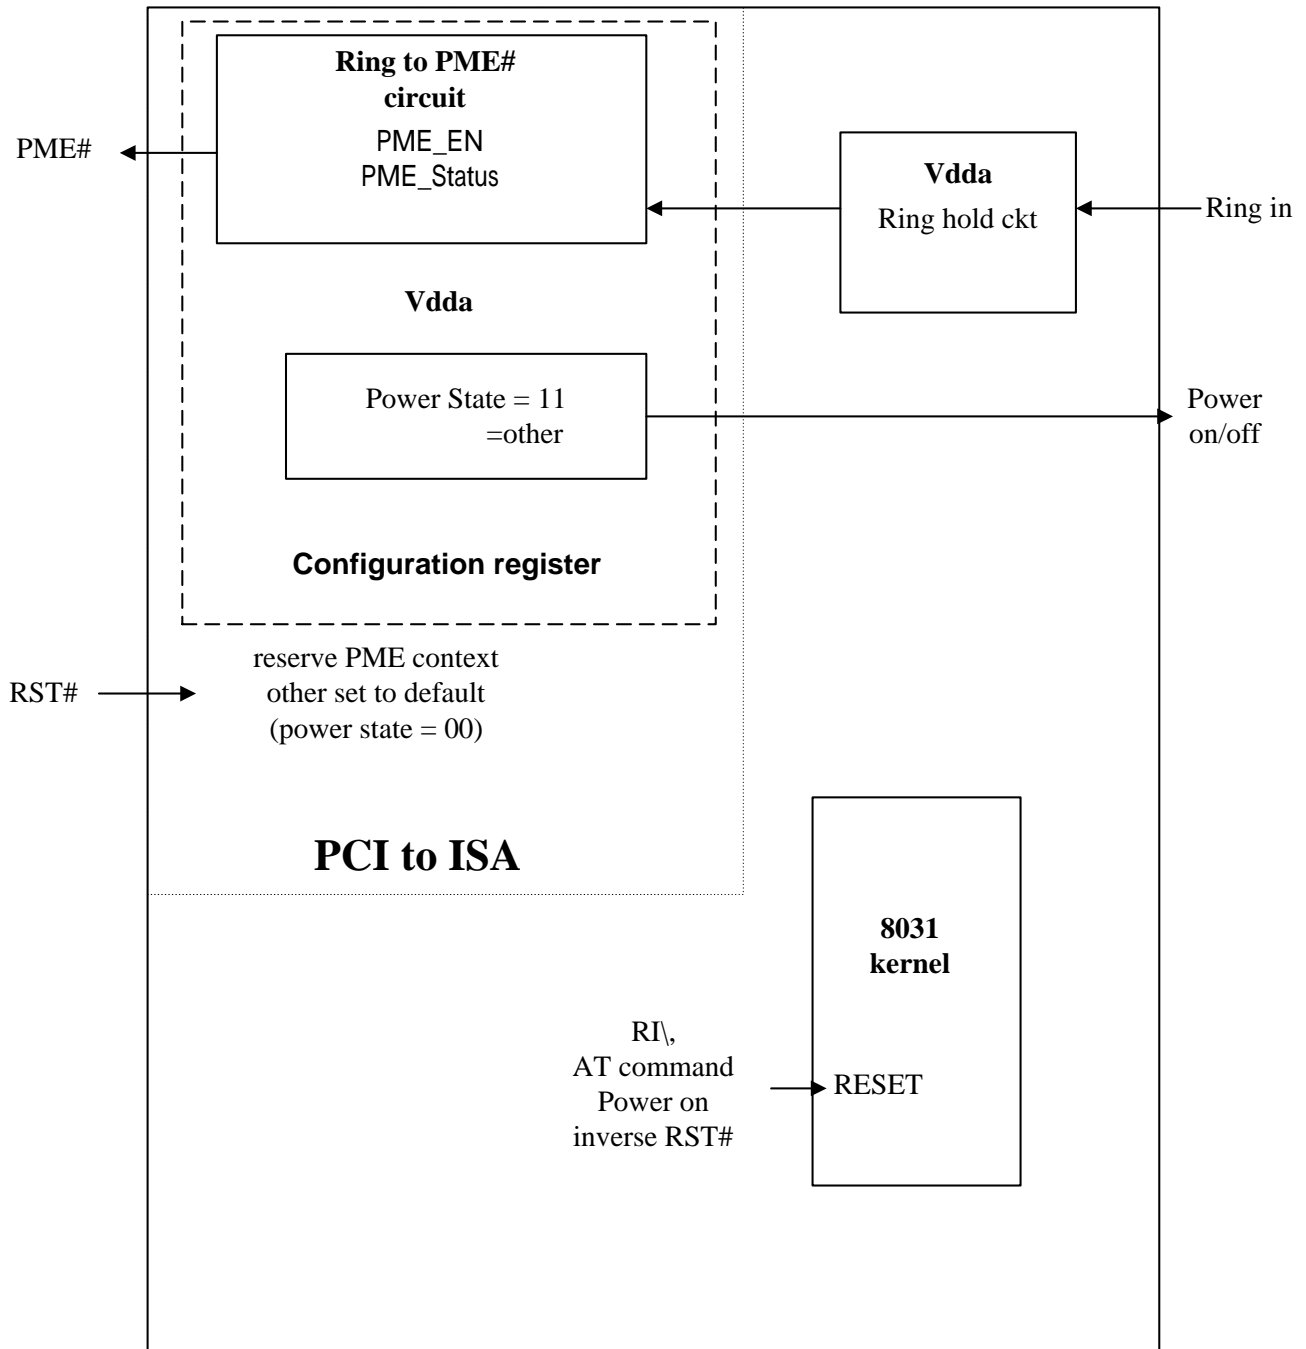 Ring to PME#
circuit
PME_EN
PME_Status
PME#
Vdda
Ring hold ckt
Ring in
Vdda
Power State = 11
=other
Power
on/off
Configuration register
reserve PME context
other set to default
(power state = 00)
RST#
PCI to ISA
8031
kernel
RI\,
AT command
Power on
inverse RST#
RESET